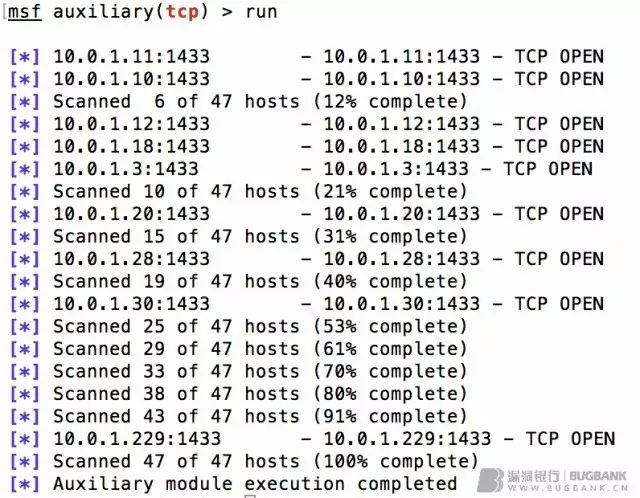 [msf auxiliary(tcp) > run
[*] 10.0.1.11:1433 - 10.0.1.11:1433 - TCP OPEN
[*] 10.0.1.10:1433 - 10.0.1.10:1433 - TCP OPEN
[*] Scanned 6 of 47 hosts (12% complete)
[*] 10.0.1.12:1433 - 10.0.1.12:1433 - TCP OPEN
[*] 10.0.1.18:1433 - 10.0.1.18:1433 - TCP OPEN
[*] 10.0.1.3:1433 - 10.0.1.3:1433 - TCP OPEN
[*] Scanned 10 of 47 hosts (21% complete)
[*] 10.0.1.20:1433 - 10.0.1.20:1433 - TCP OPEN
[*] Scanned 15 of 47 hosts (31% complete)
[*] 10.0.1.28:1433 - 10.0.1.28:1433 - TCP OPEN
[*] Scanned 19 of 47 hosts (40% complete)
[*] 10.0.1.30:1433 - 10.0.1.30:1433 - TCP OPEN
[*] Scanned 25 of 47 hosts (53% complete)
[*] Scanned 29 of 47 hosts (61% complete)
[*] Scanned 33 of 47 hosts (70% complete)
[*] Scanned 38 of 47 hosts (80% complete)
[*] Scanned 43 of 47 hosts (91% complete)
[*] 10.0.1.229:1433 - 10.0.1.229:1433 - TCP OPEN
[*] Scanned 47 of 47 hosts (100% complete)
[*] Auxiliary module execution completed
漏洞银行 BUGBANK
WWW.BUGBANK.CN